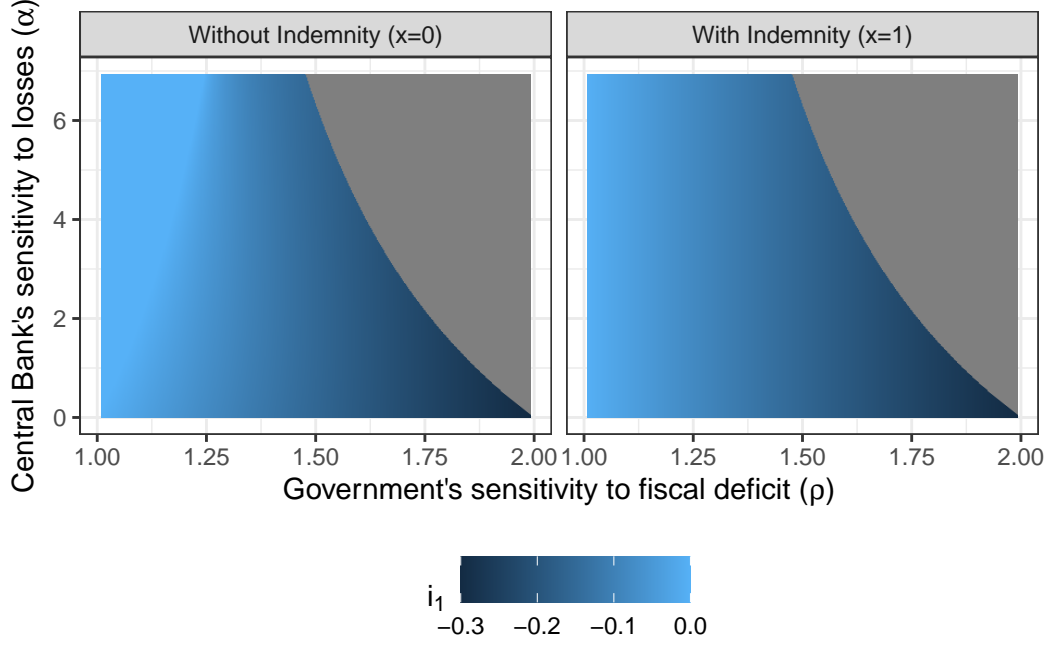 Without Indemnity (x=0) With Indemnity (x=1)
Central Bank's sensitivity to losses (α)
6
4
2
0
1.00 1.25 1.50 1.75 2.00 1.00 1.25 1.50 1.75 2.00
Government's sensitivity to fiscal deficit (ρ)
i₁
−0.3 −0.2 −0.1 0.0